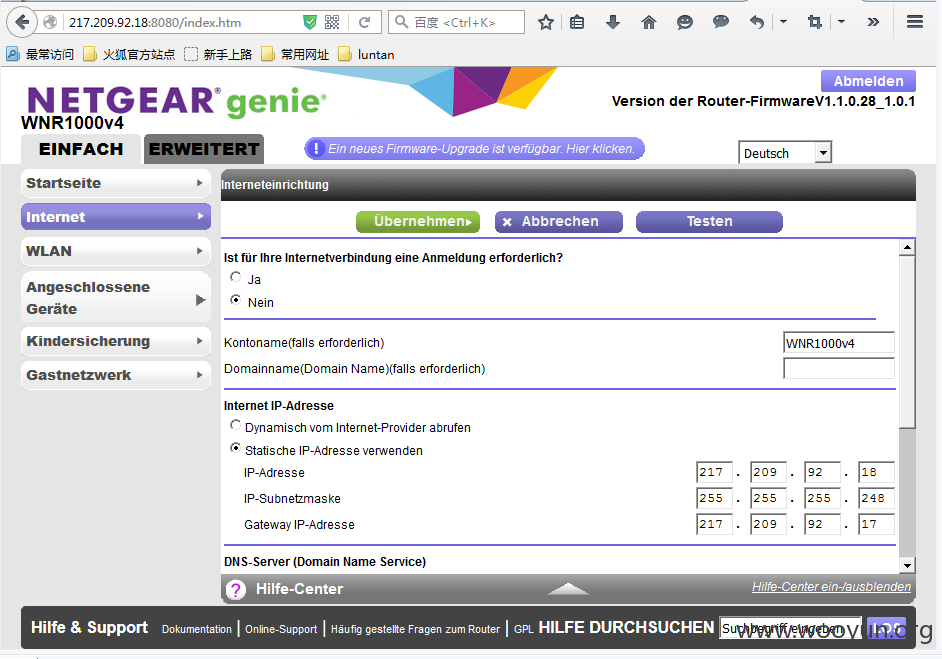 217.209.92.18:8080/index.htm
百度 <Ctrl+K>
最常访问 火狐官方站点 新手上路 常用网址 luntan
NETGEAR® genie®
WNR1000v4
Abmelden
Version der Router-FirmwareV1.1.0.28_1.0.1
EINFACH ERWEITERT
! Ein neues Firmware-Upgrade ist verfügbar. Hier klicken.
Deutsch
Startseite
Internet
WLAN
Angeschlossene
Geräte
Kindersicherung
Gastnetzwerk
Interneteinrichtung
Übernehmen Abbrechen Testen
Ist für Ihre Internetverbindung eine Anmeldung erforderlich?
Ja
Nein
Kontoname(falls erforderlich) WNR1000v4
Domainname(Domain Name)(falls erforderlich)
Internet IP-Adresse
Dynamisch vom Internet-Provider abrufen
Statische IP-Adresse verwenden
IP-Adresse 217 . 209 . 92 . 18
IP-Subnetzmaske 255 . 255 . 255 . 248
Gateway IP-Adresse 217 . 209 . 92 . 17
DNS-Server (Domain Name Service)
? Hilfe-Center Hilfe-Center ein-/ausblenden
Hilfe & Support Dokumentation | Online-Support | Häufig gestellte Fragen zum Router | GPL HILFE DURCHSUCHEN Suchbegriff eingeben LOS
www.wooyun.org